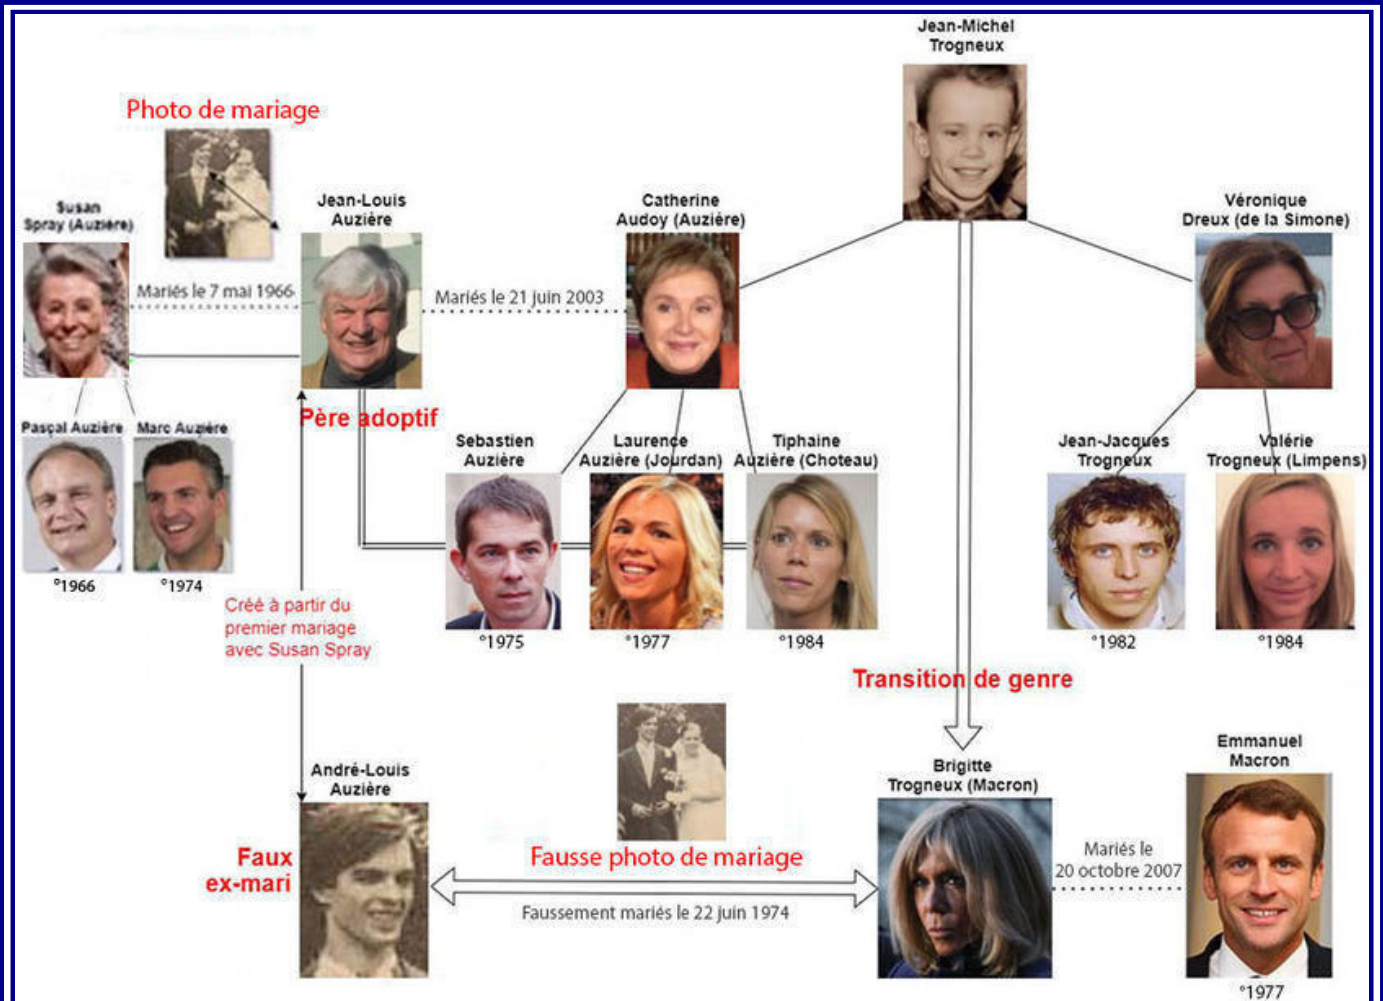 Jean-Michel
Trogneux
Photo de mariage
Susan
Spray (Auzière)
Jean-Louis
Auzière
Catherine
Audoy (Auzière)
Véronique
Dreux (de la Simone)
Mariés le 7 mai 1966
Mariés le 21 juin 2003
Père adoptif
Pascal Auzière
Marc Auzière
Sebastien
Auzière
Laurence
Auzière (Jourdan)
Tiphaine
Auzière (Choteau)
Jean-Jacques
Trogneux
Valérie
Trogneux (Limpens)
°1966
°1974
°1975
°1977
°1984
°1982
°1984
Créé à partir du
premier mariage
avec Susan Spray
Transition de genre
André-Louis
Auzière
Brigitte
Trogneux (Macron)
Emmanuel
Macron
Faux
ex-mari
Fausse photo de mariage
Faussement mariés le 22 juin 1974
Mariés le
20 octobre 2007
°1977